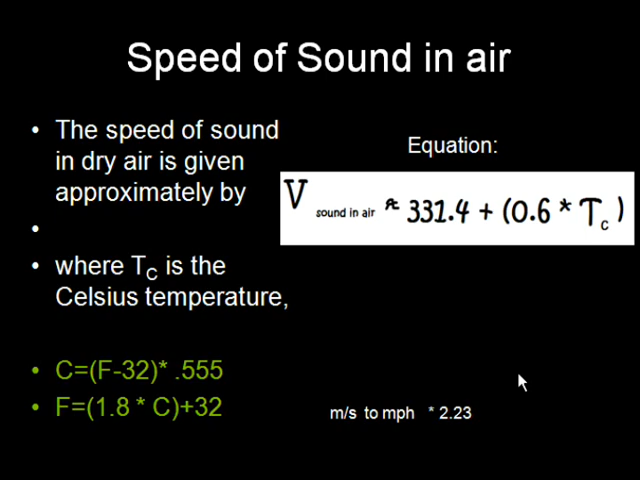 Speed of Sound in air
• The speed of sound
in dry air is given
approximately by
•
• where TC is the
Celsius temperature,
• C=(F-32)* .555
• F=(1.8 * C)+32
Equation:
V sound in air ≈ 331.4 + (0.6 * Tc )
m/s to mph * 2.23